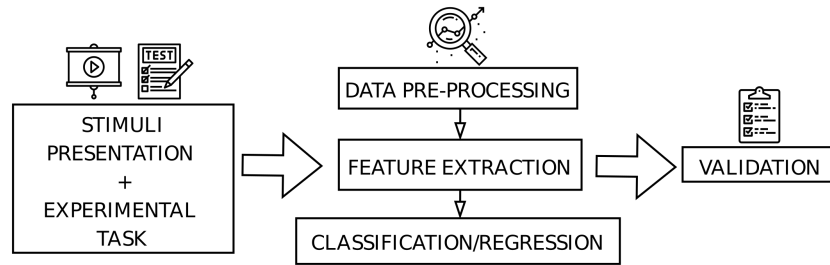 TEST
STIMULI
PRESENTATION
+
EXPERIMENTAL
TASK
DATA PRE-PROCESSING
FEATURE EXTRACTION
CLASSIFICATION/REGRESSION
VALIDATION